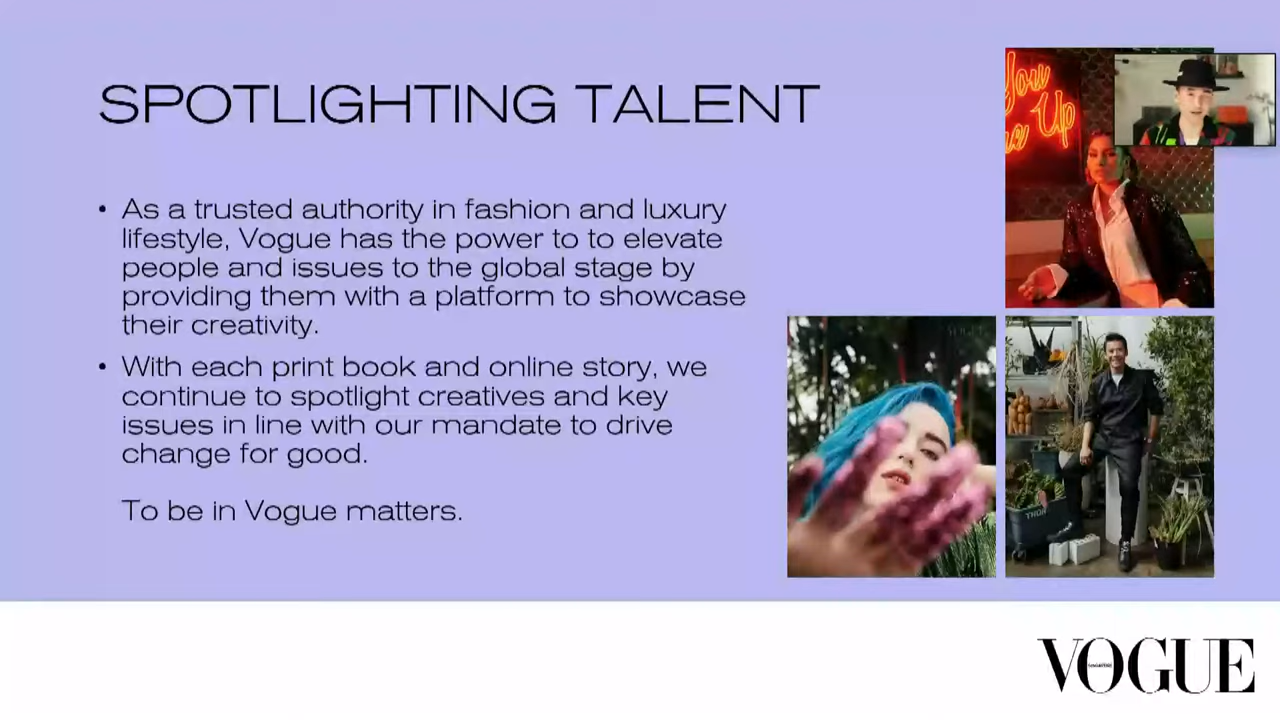 SPOTLIGHTING TALENT
• As a trusted authority in fashion and luxury
lifestyle, Vogue has the power to to elevate
people and issues to the global stage by
providing them with a platform to showcase
their creativity.
• With each print book and online story, we
continue to spotlight creatives and key
issues in line with our mandate to drive
change for good.
To be in Vogue matters.
You
Up
VOGUE